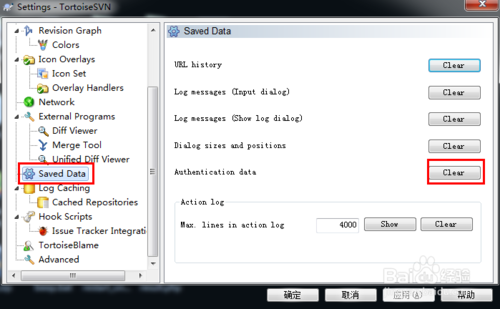 Settings - TortoiseSVN
Revision Graph
Colors
Icon Overlays
Icon Set
Overlay Handlers
Network
External Programs
Diff Viewer
Merge Tool
Unified Diff Viewer
Saved Data
Log Caching
Cached Repositories
Hook Scripts
Issue Tracker Integrati
TortoiseBlame
Advanced
Saved Data
URL history
Clear
Log messages (Input dialog)
Clear
Log messages (Show log dialog)
Clear
Dialog sizes and positions
Clear
Authentication data
Clear
Action log
Max. lines in action log
4000
Show
Clear
Baidu 经验
确定
取消
应用(A)
帮助